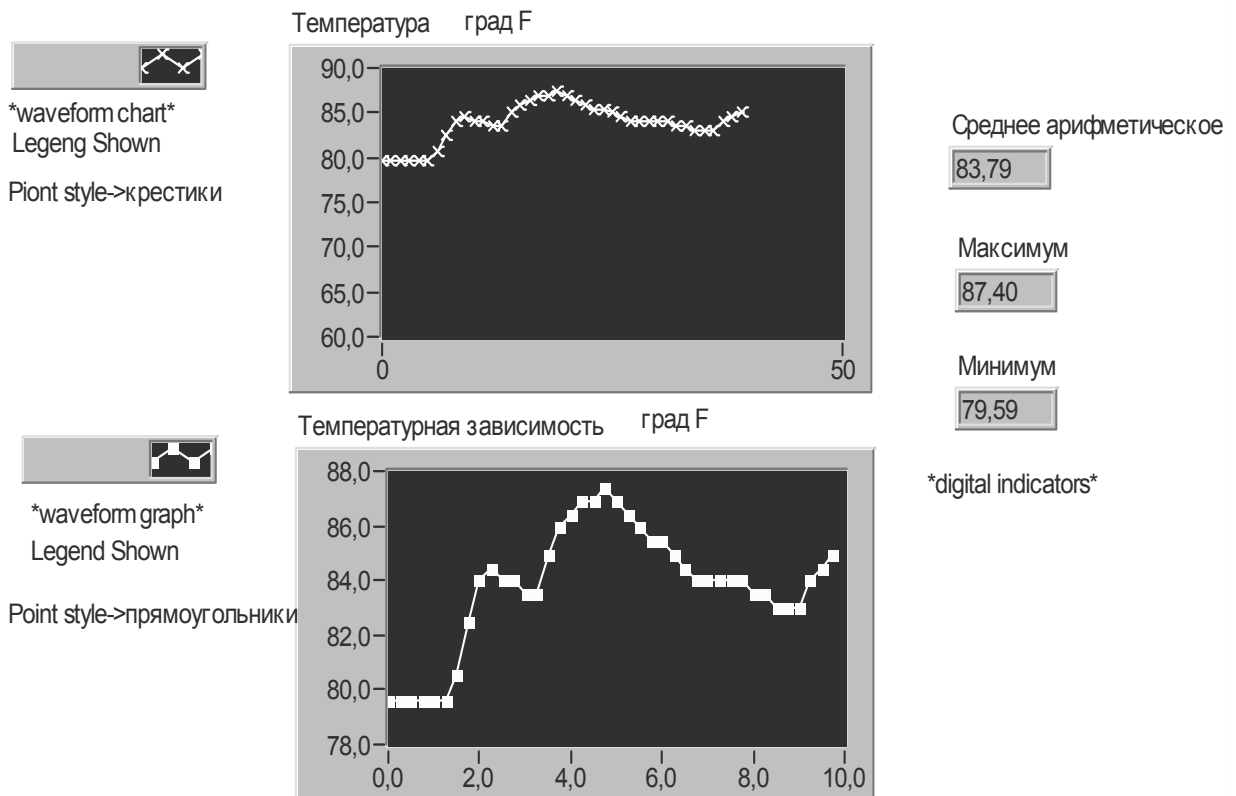 Температура град F
*waveform chart*
Legeng Shown
Piont style->крестики
90,0
85,0
80,0
75,0
70,0
65,0
60,0
0
50
Среднее арифметическое
83,79
Максимум
87,40
Минимум
79,59
*digital indicators*
Температурная зависимость град F
*waveform graph*
Legend Shown
Point style->прямоугольники
88,0
86,0
84,0
82,0
80,0
78,0
0,0
2,0
4,0
6,0
8,0
10,0